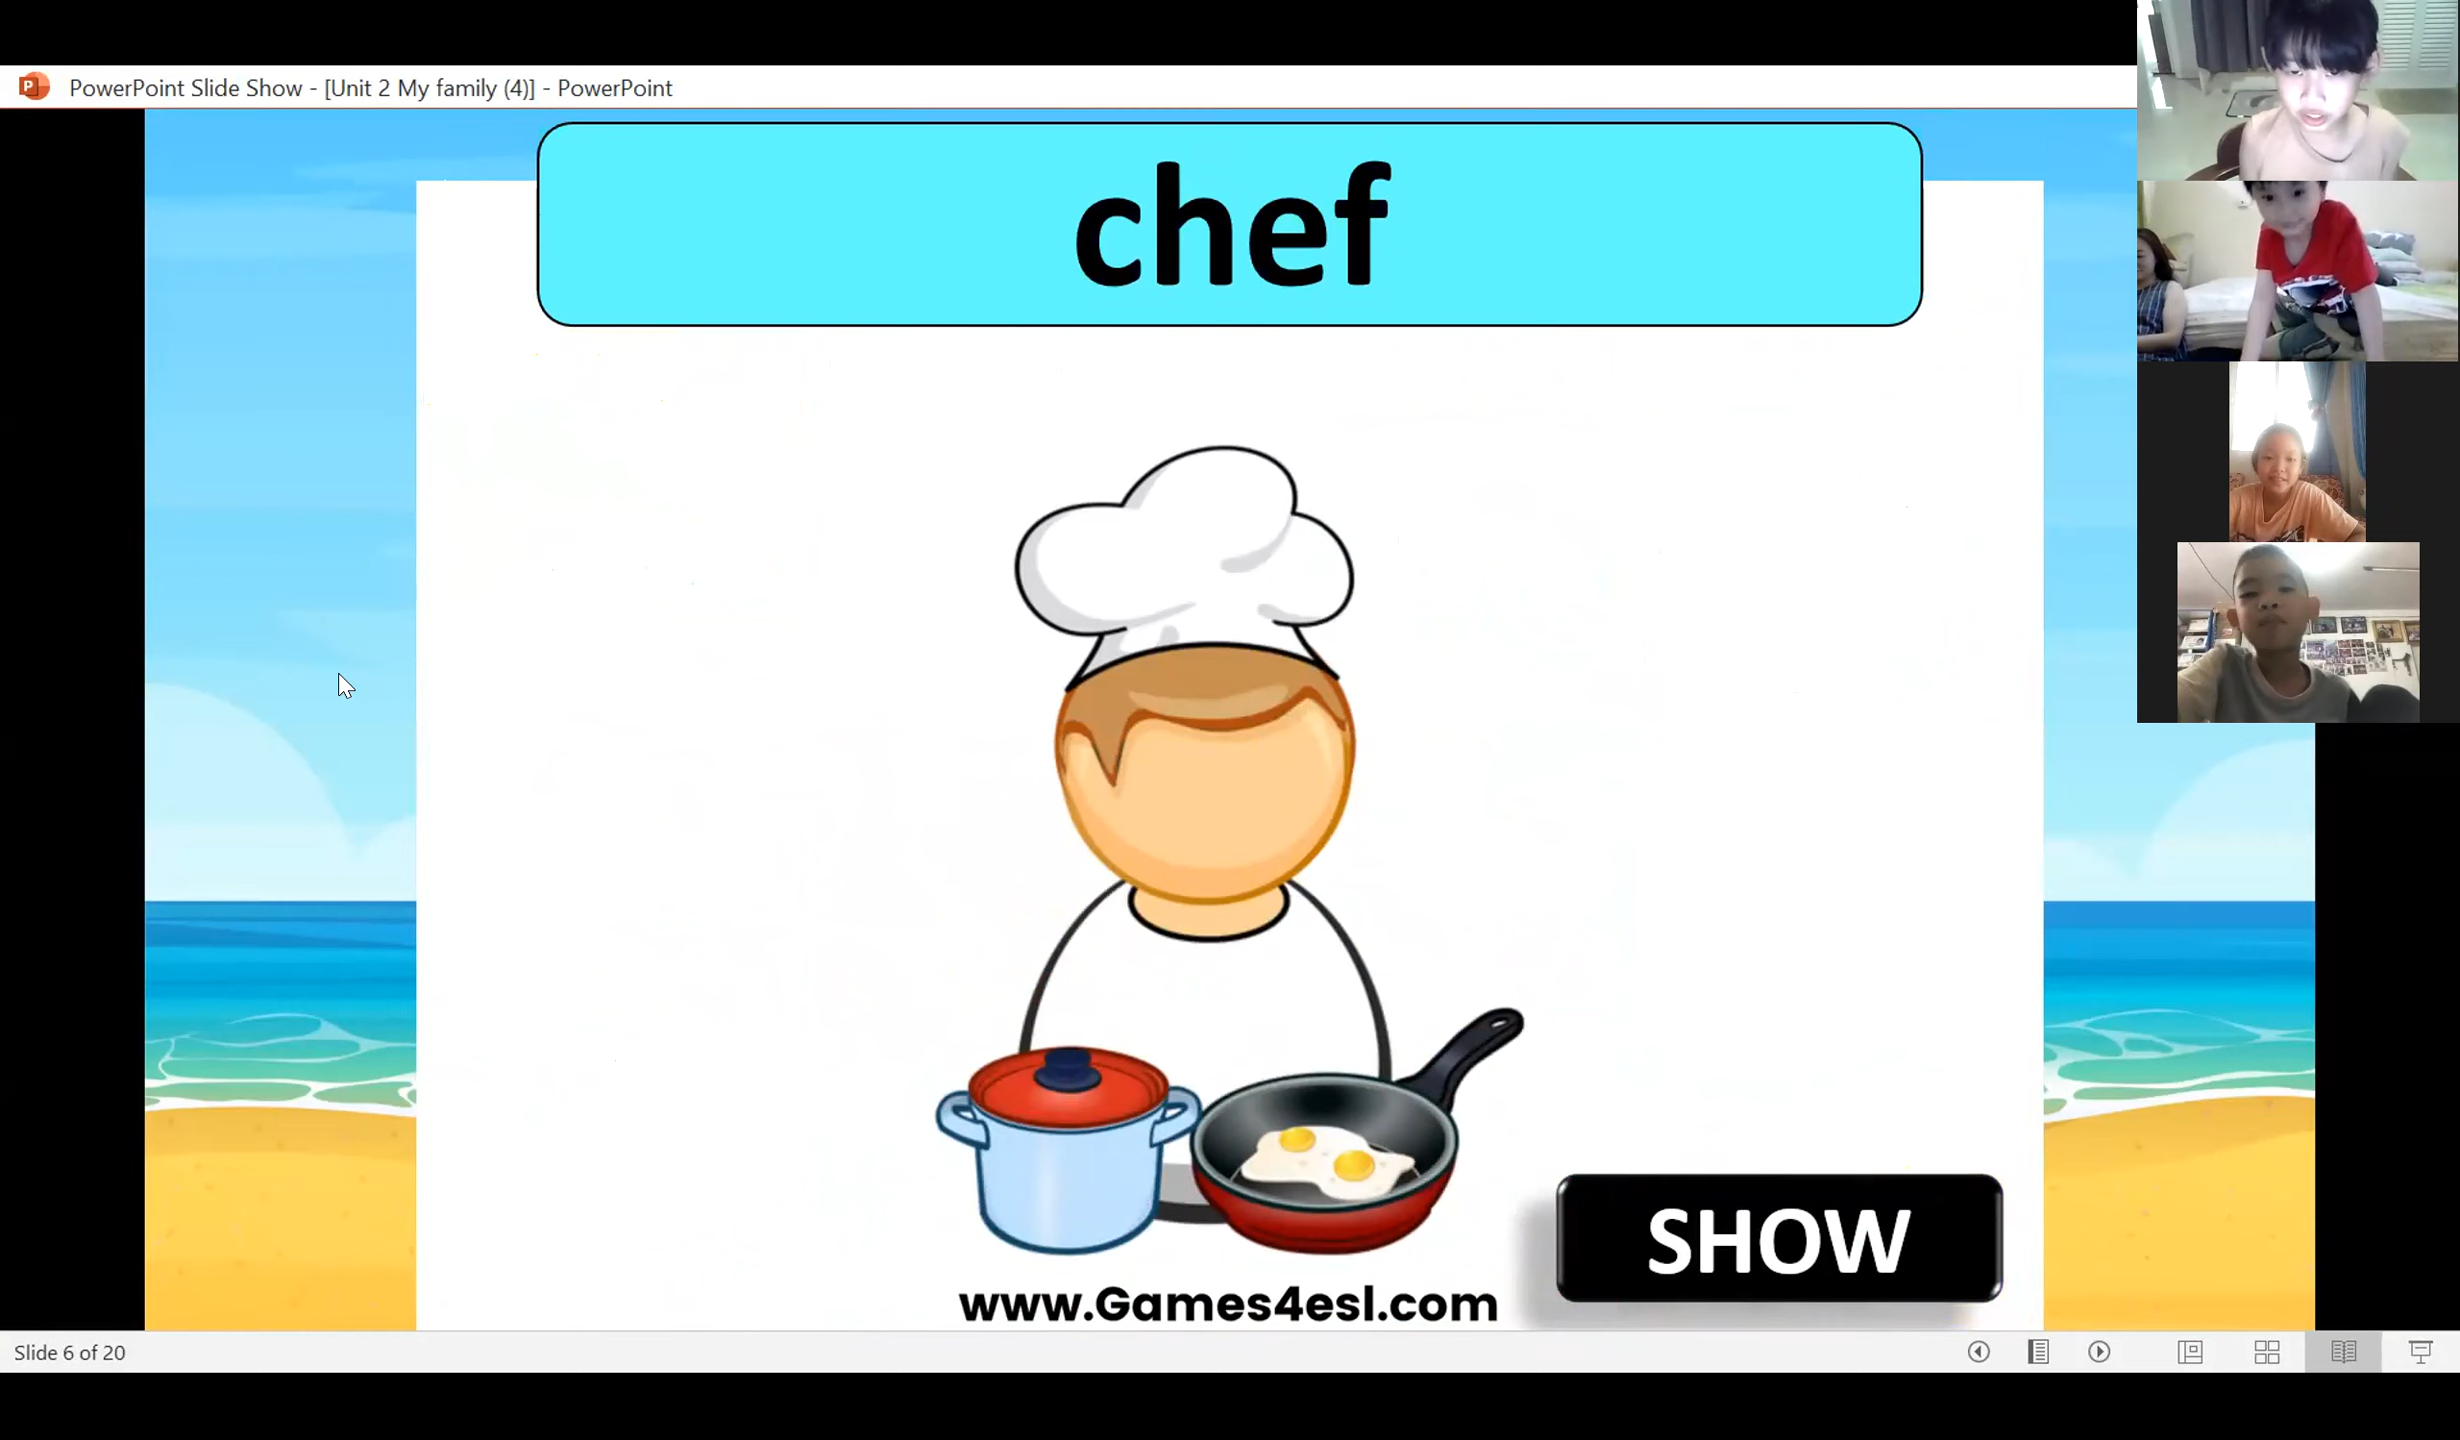 PowerPoint Slide Show - [Unit 2 My family (4)] - PowerPoint
chef
SHOW
www.Games4esl.com
Slide 6 of 20